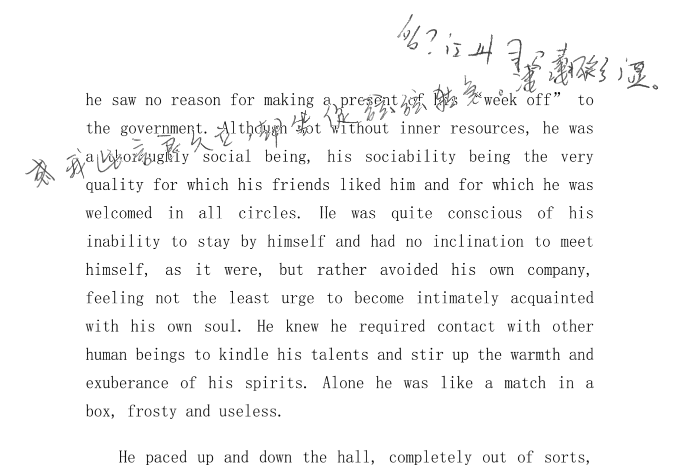 he saw no reason for making a present of his “week off” to
the government. Although not without inner resources, he was
a thoroughly social being, his sociability being the very
quality for which his friends liked him and for which he was
welcomed in all circles. He was quite conscious of his
inability to stay by himself and had no inclination to meet
himself, as it were, but rather avoided his own company,
feeling not the least urge to become intimately acquainted
with his own soul. He knew he required contact with other
human beings to kindle his talents and stir up the warmth and
exuberance of his spirits. Alone he was like a match in a
box, frosty and useless.
He paced up and down the hall, completely out of sorts,